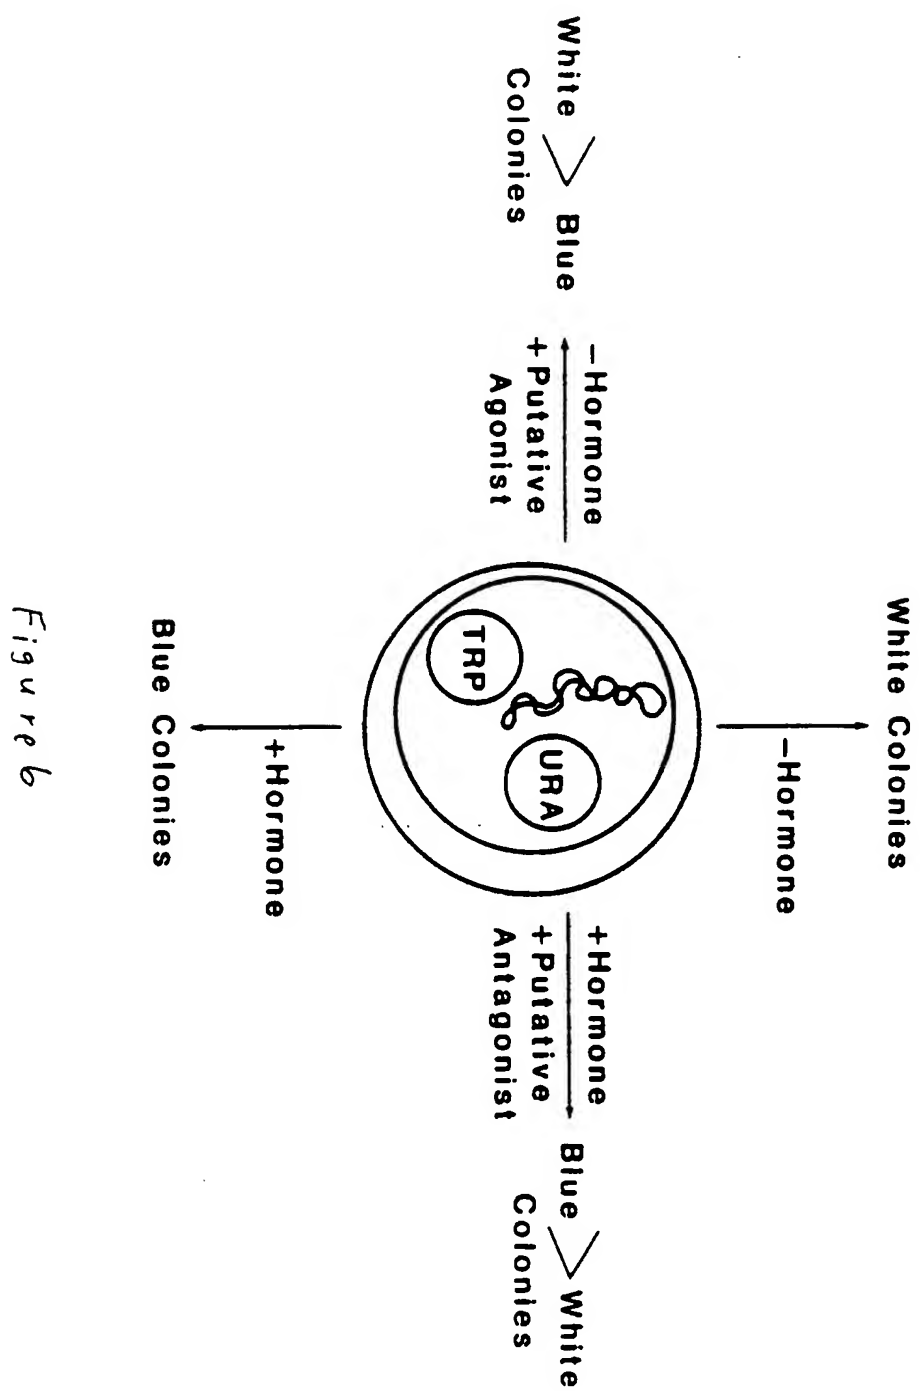 White Colonies
−Hormone
White > Blue
Colonies
−Hormone
+Putative
Agonist
TRP
URA
+Hormone
+Putative
Antagonist
Blue > White
Colonies
+Hormone
Blue Colonies
Figure 6